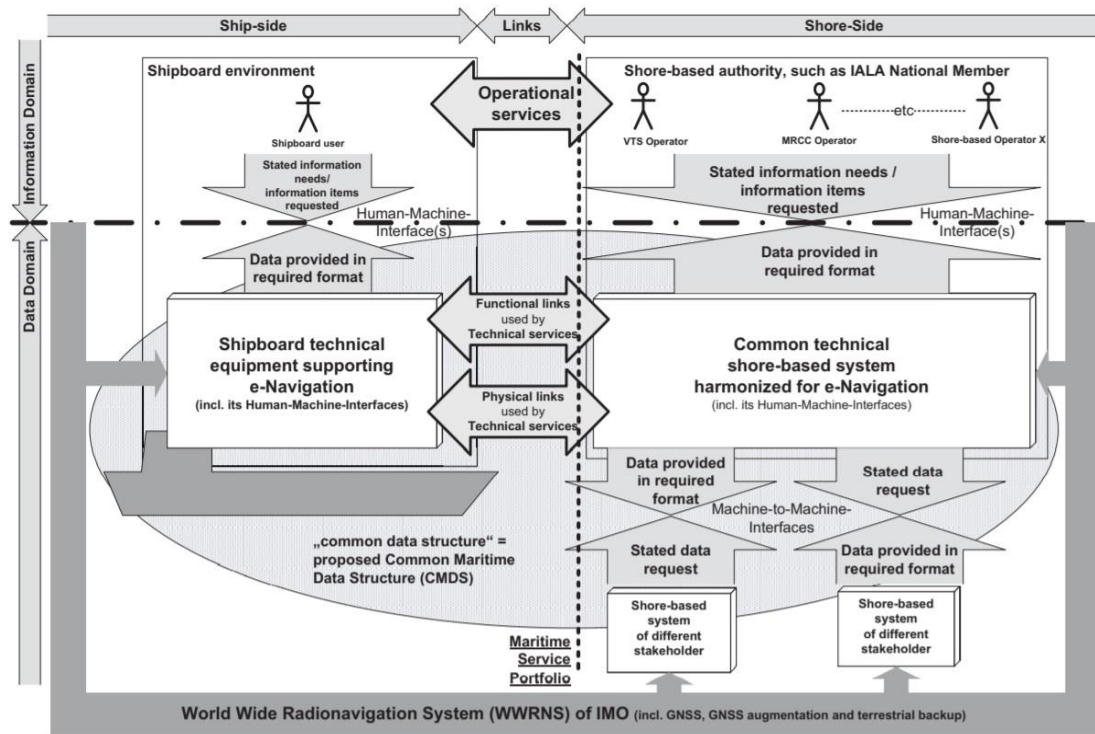 Ship-side
Links
Shore-Side
Information Domain
Data Domain
Shipboard environment
Shipboard user
Operational
services
Shore-based authority, such as IALA National Member
VTS Operator
MRCC Operator
etc
Shore-based Operator X
Stated information
needs/
information items
requested
Human-Machine-
Interface(s)
Data provided in
required format
Stated information needs /
information items
requested
Human-Machine-
Interface(s)
Data provided in
required format
Shipboard technical
equipment supporting
e-Navigation
(incl. its Human-Machine-Interfaces)
Functional links
used by
Technical services
Physical links
used by
Technical services
Common technical
shore-based system
harmonized for e-Navigation
(incl. its Human-Machine-Interfaces)
Data provided
in required
format
Stated data
request
Machine-to-Machine-
Interfaces
Stated data
request
Data provided in
required format
„common data structure“ =
proposed Common Maritime
Data Structure (CMDS)
Shore-based
system
of different
stakeholder
Shore-based
system
of different
stakeholder
Maritime
Service
Portfolio
World Wide Radionavigation System (WWRNS) of IMO (incl. GNSS, GNSS augmentation and terrestrial backup)